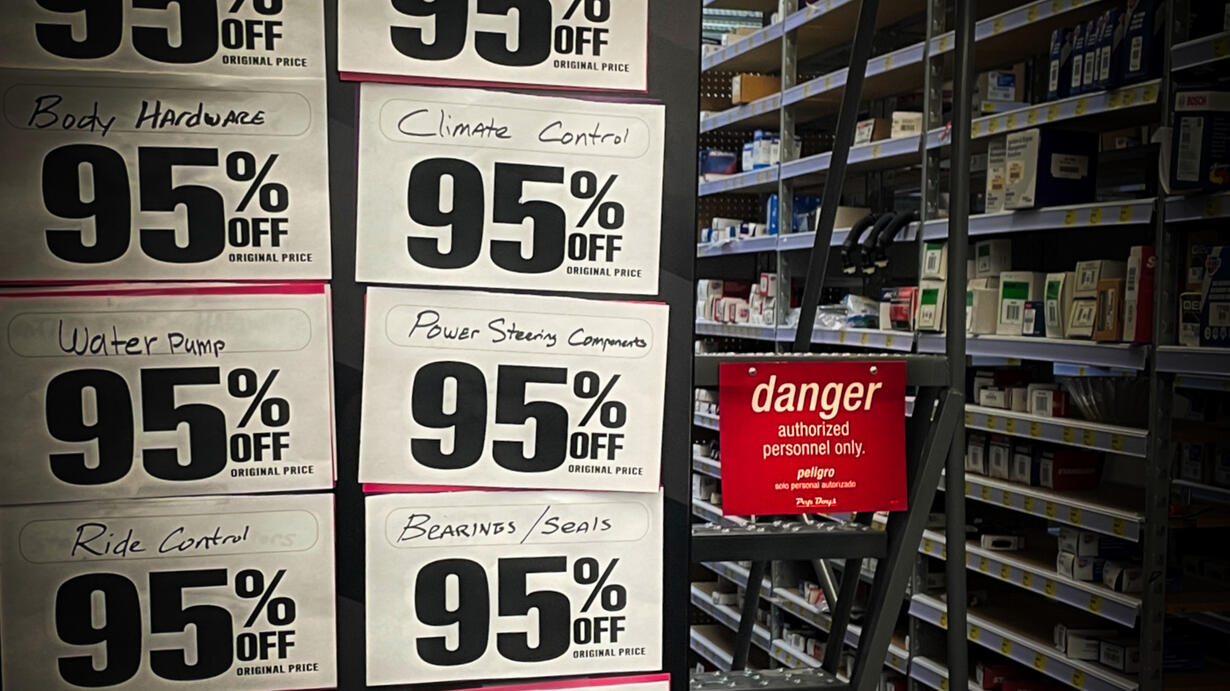 95% OFF
ORIGINAL PRICE
95% OFF
ORIGINAL PRICE
Body Hardware
95% OFF
ORIGINAL PRICE
Climate Control
95% OFF
ORIGINAL PRICE
Water Pump
95% OFF
ORIGINAL PRICE
Power Steering Components
95% OFF
ORIGINAL PRICE
Ride Control
95% OFF
ORIGINAL PRICE
Bearings/Seals
95% OFF
ORIGINAL PRICE
danger
authorized
personnel only.
peligro
solo personal autorizado
Pep Boys
BOSCH